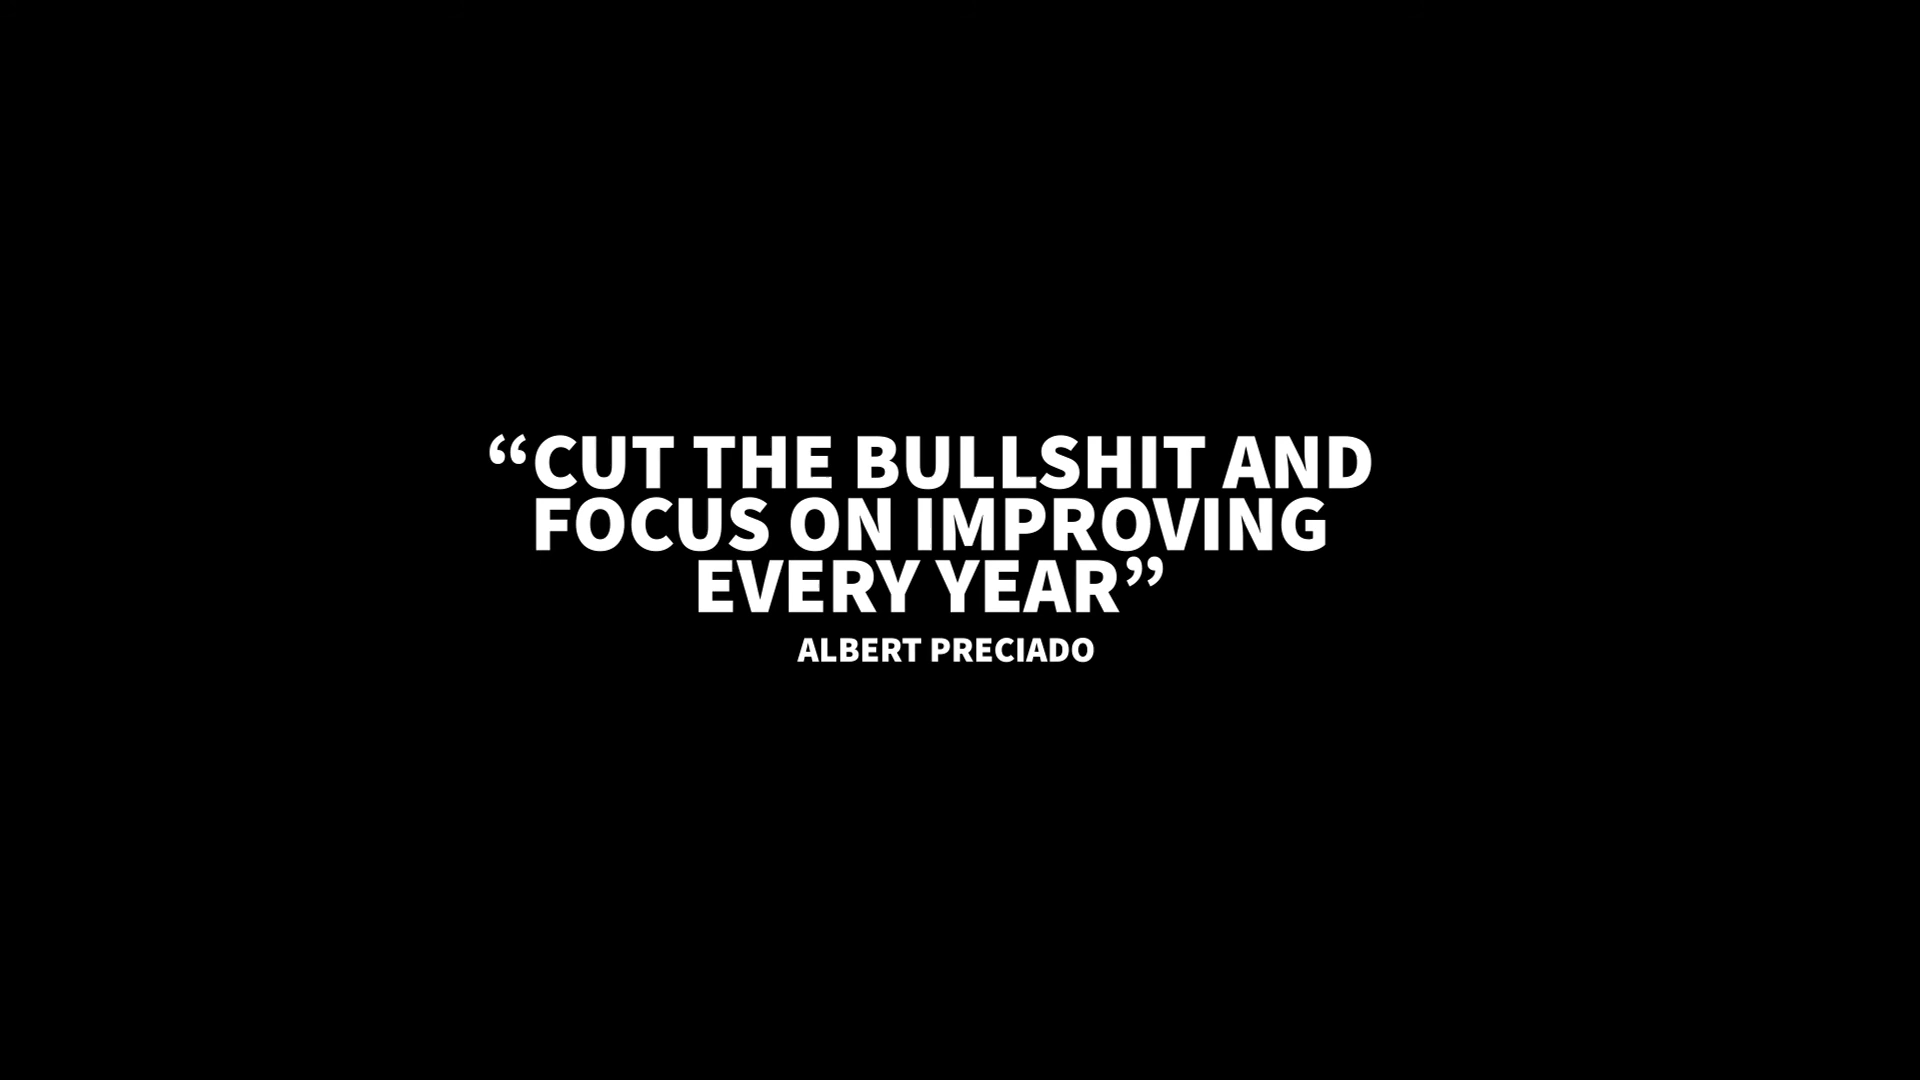 “CUT THE BULLSHIT AND
FOCUS ON IMPROVING
EVERY YEAR”
ALBERT PRECIADO